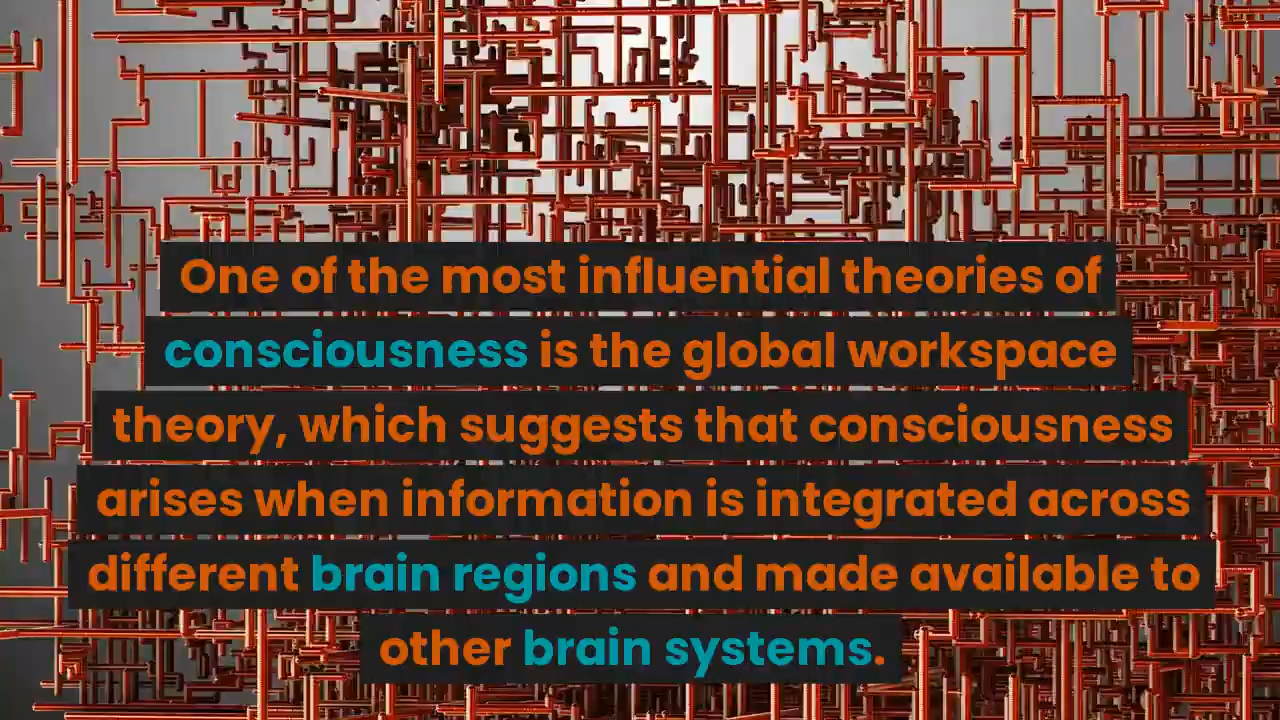 One of the most influential theories of
consciousness is the global workspace
theory, which suggests that consciousness
arises when information is integrated across
different brain regions and made available to
other brain systems.